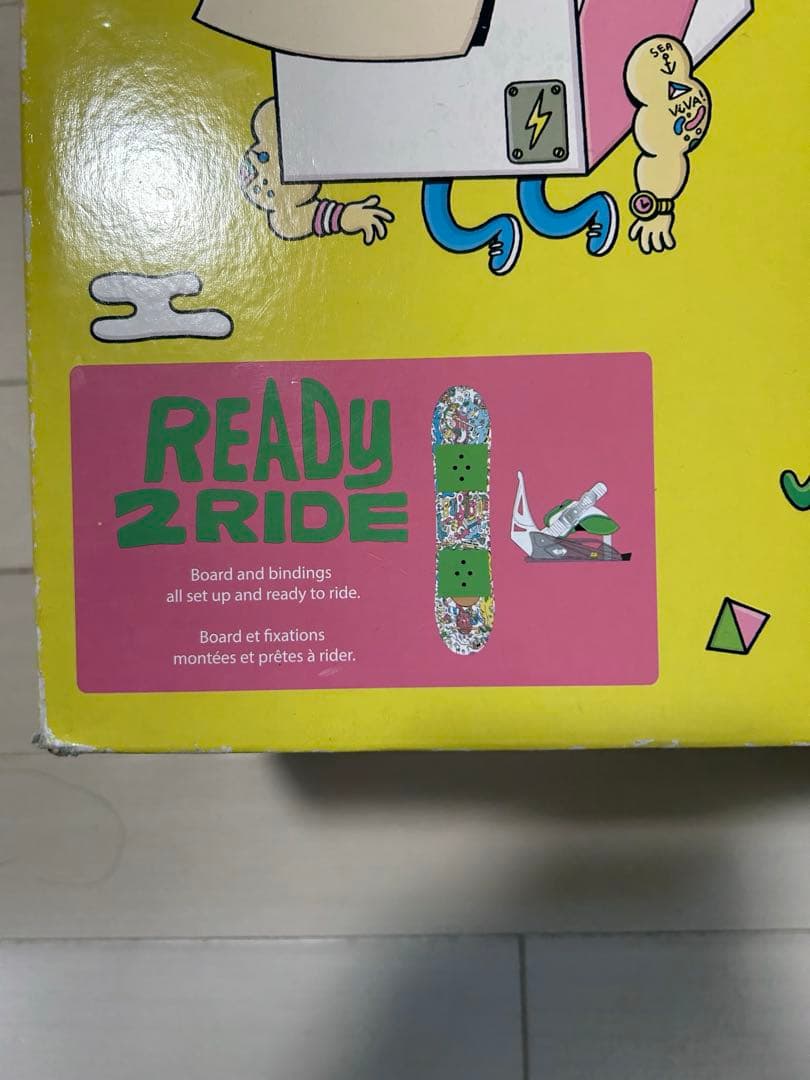 SEA
ViVA!
READy
2RIDE
Board and bindings
all set up and ready to ride.
Board et fixations
montées et prêtes à rider.